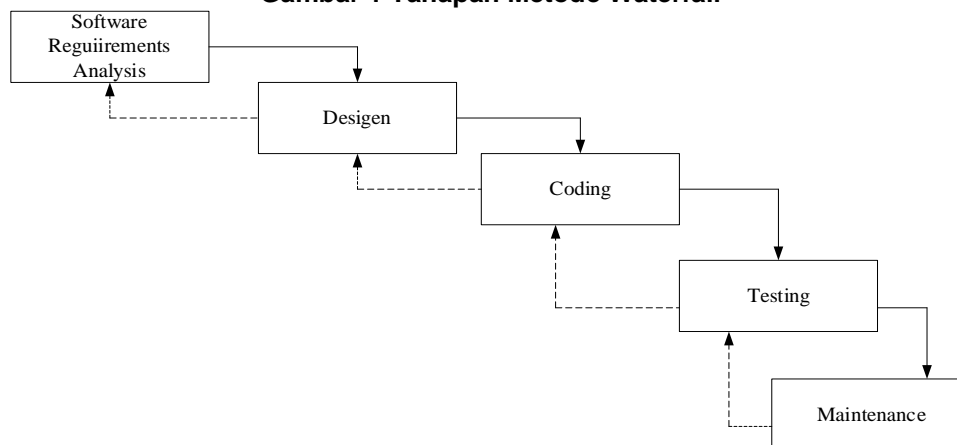 Gambar 1 Tahapan Metode Waterfall
Software
Reguiirements
Analysis
Desigen
Coding
Testing
Maintenance